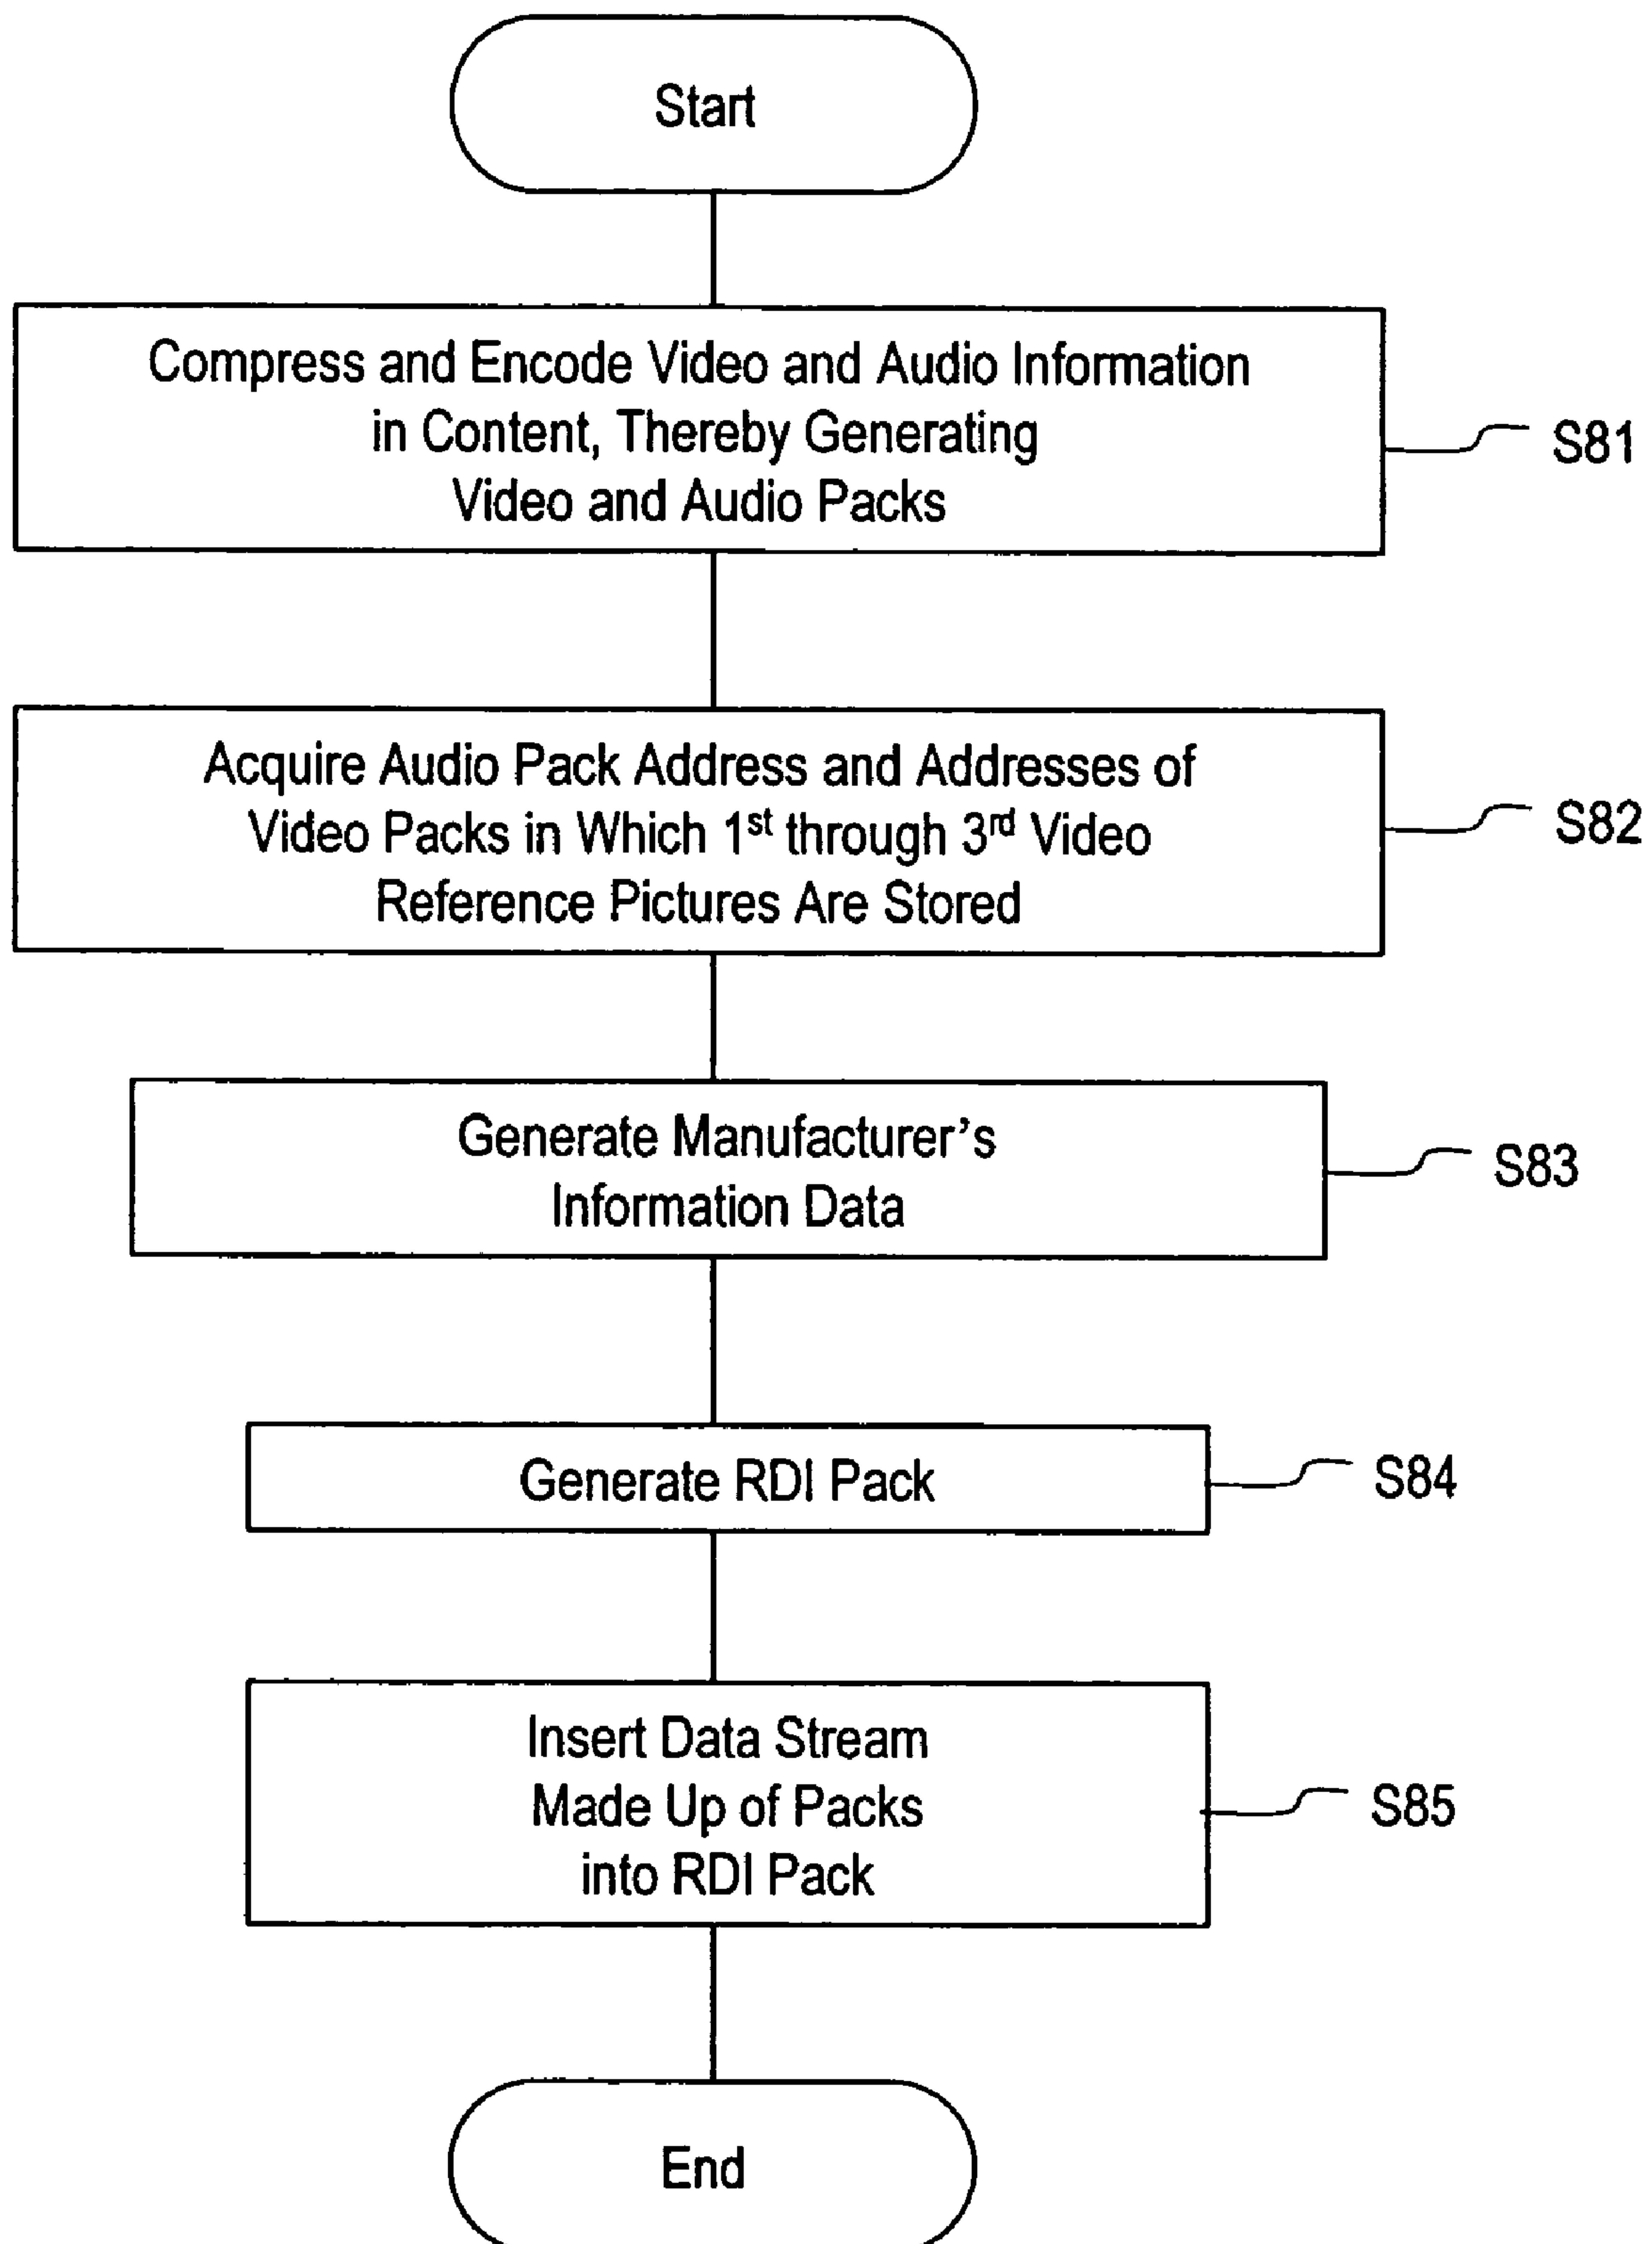 Start
Compress and Encode Video and Audio Information
in Content, Thereby Generating
Video and Audio Packs
S81
Acquire Audio Pack Address and Addresses of
Video Packs in Which 1st through 3rd Video
Reference Pictures Are Stored
S82
Generate Manufacturer's
Information Data
S83
Generate RDI Pack
S84
Insert Data Stream
Made Up of Packs
into RDI Pack
S85
End